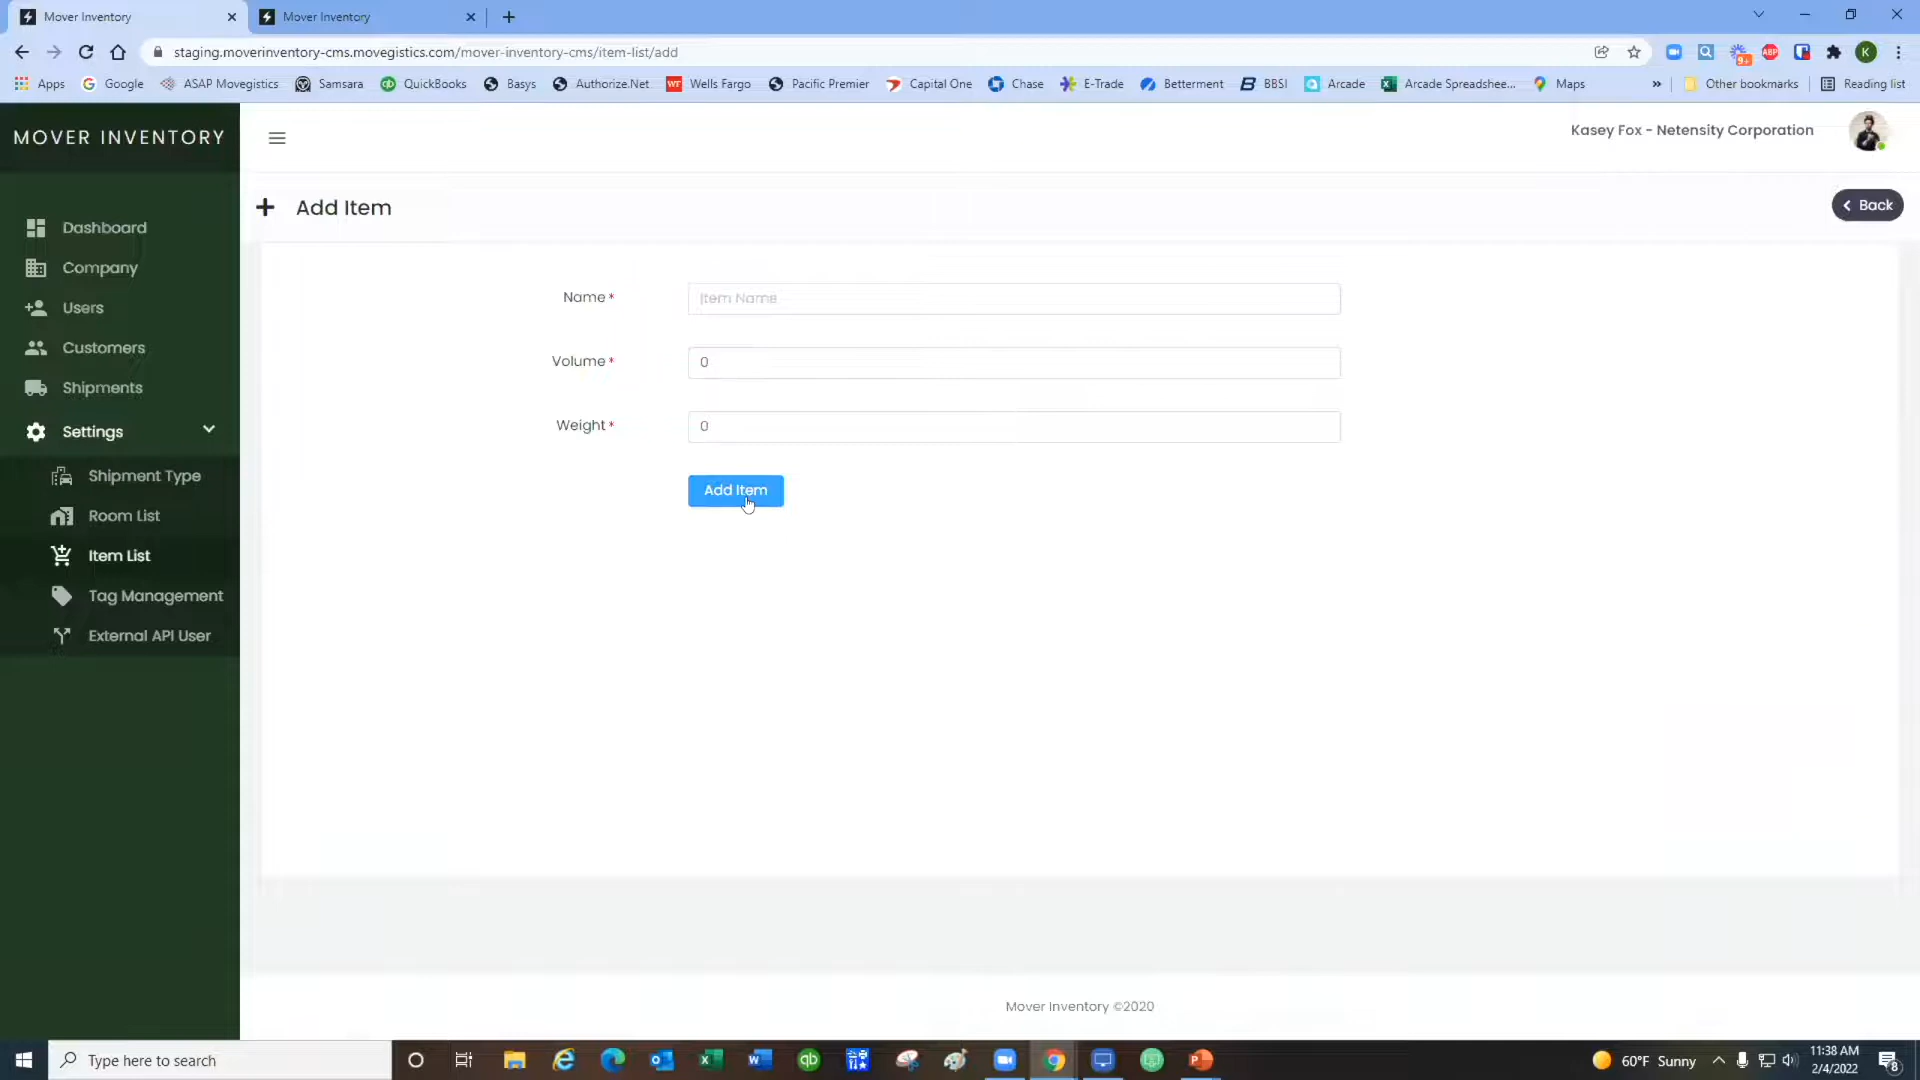 Mover Inventory
Mover Inventory
staging.moverinventory-cms.movegistics.com/mover-inventory-cms/item-list/add
9+
ABP
K
Apps
Google
ASAP Movegistics
Samsara
QuickBooks
Basys
Authorize.Net
WF Wells Fargo
Pacific Premier
Capital One
Chase
E-Trade
Betterment
BBSI
Arcade
Arcade Spreadshee...
Maps
»
Other bookmarks
Reading list
MOVER INVENTORY
Kasey Fox - Netensity Corporation
Add Item
Back
Dashboard
Company
Users
Customers
Shipments
Settings
Shipment Type
Room List
Item List
Tag Management
External API User
Name *
Item Name
Volume *
0
Weight *
0
Add Item
Mover Inventory ©2020
Type here to search
60°F Sunny
11:38 AM
2/4/2022
8